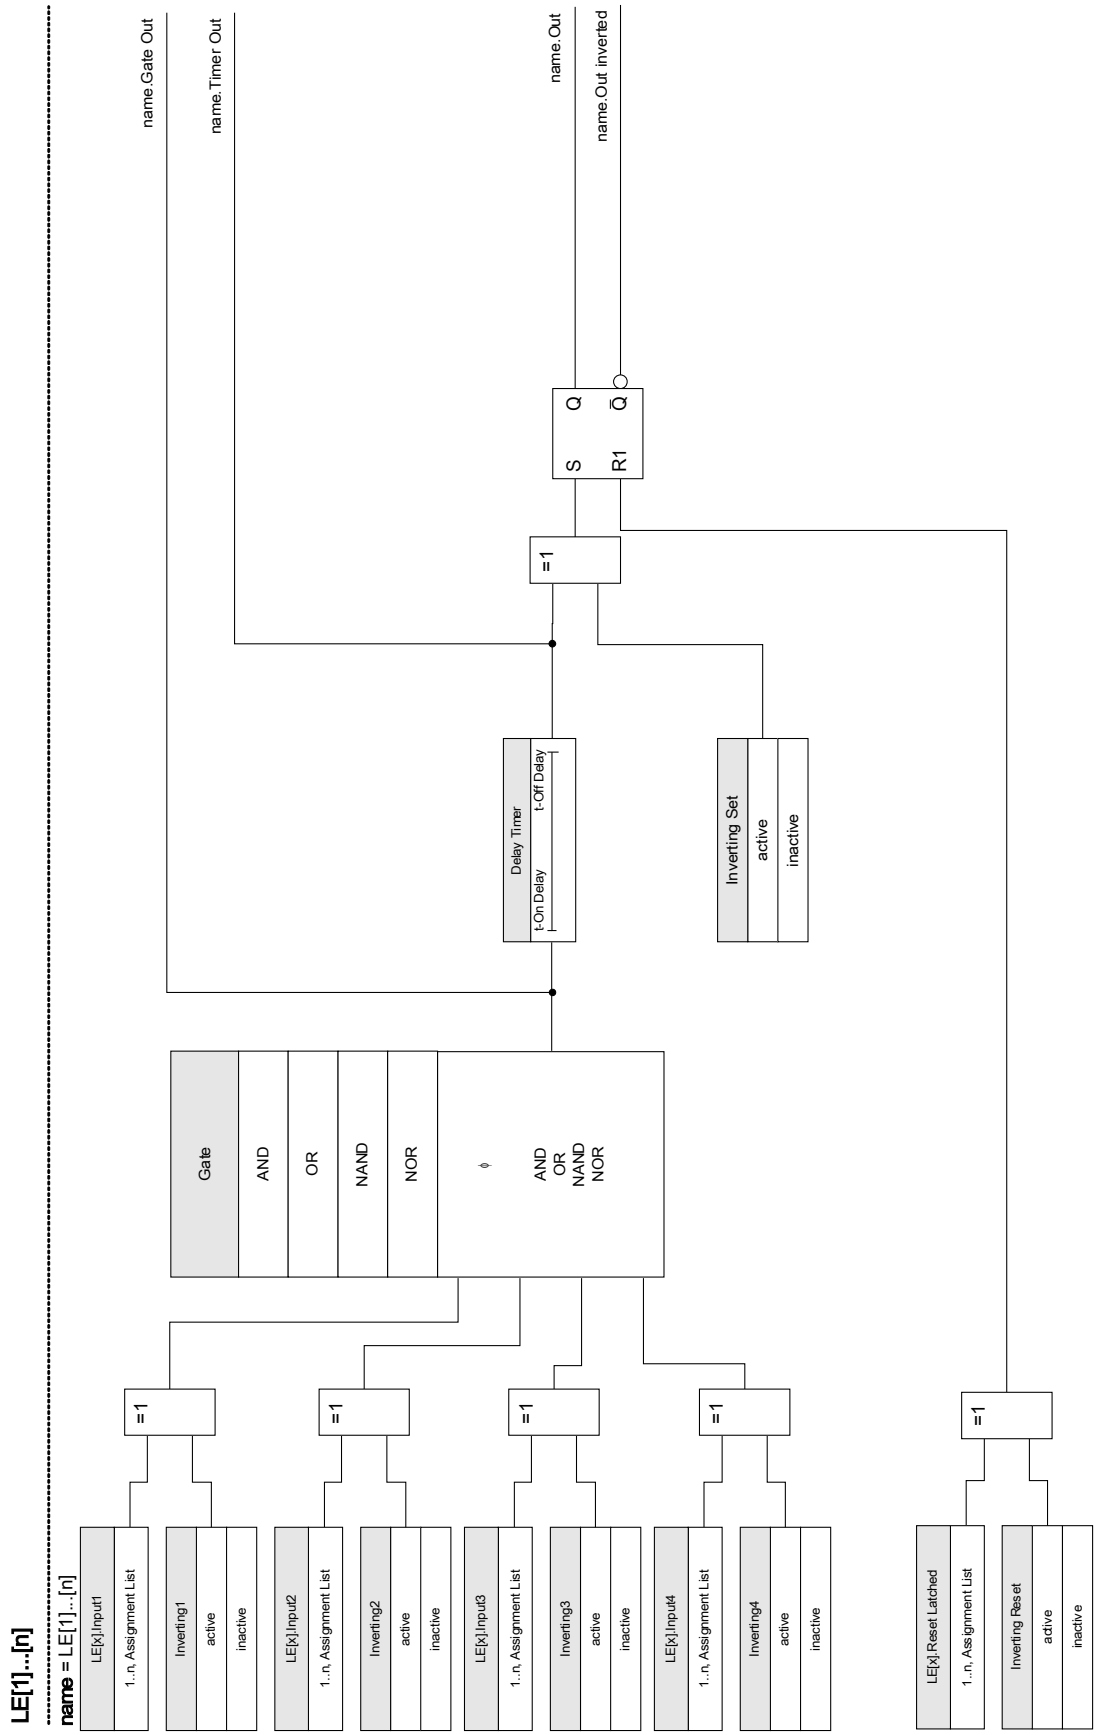 LE[1]...[n]
name = LE[1]...[n]
LE[x].Input1
1..n, Assignment List
Inverting1
active
inactive
=1
LE[x].Input2
1..n, Assignment List
Inverting2
active
inactive
=1
LE[x].Input3
1..n, Assignment List
Inverting3
active
inactive
=1
LE[x].Input4
1..n, Assignment List
Inverting4
active
inactive
=1
LE[x].Reset Latched
1..n, Assignment List
Inverting Reset
active
inactive
=1
Gate
AND
OR
NAND
NOR
ϕ
AND
OR
NAND
NOR
Delay Timer
t-On Delay
t-Off Delay
Inverting Set
active
inactive
=1
S
Q
R1
Q̅
name.Gate Out
name.Timer Out
name.Out
name.Out inverted